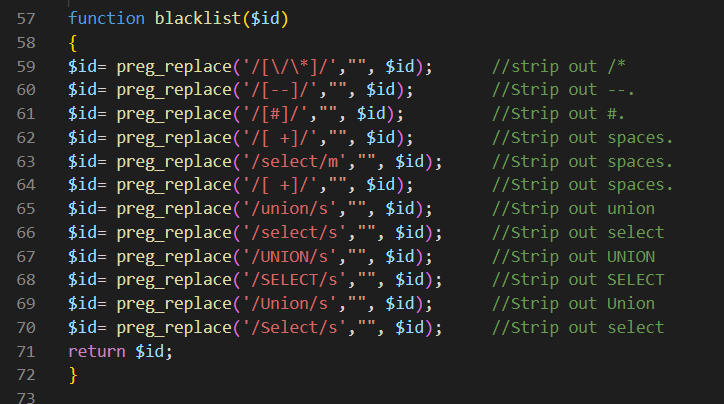 57 function blacklist($id)
58 {
59 $id= preg_replace('/[\/\*]/',"", $id); //strip out /*
60 $id= preg_replace('/[--]/',"", $id); //Strip out --.
61 $id= preg_replace('/[#]/',"", $id); //Strip out #.
62 $id= preg_replace('/[ +]/',"", $id); //Strip out spaces.
63 $id= preg_replace('/select/m',"", $id); //Strip out spaces.
64 $id= preg_replace('/[ +]/',"", $id); //Strip out spaces.
65 $id= preg_replace('/union/s',"", $id); //Strip out union
66 $id= preg_replace('/select/s',"", $id); //Strip out select
67 $id= preg_replace('/UNION/s',"", $id); //Strip out UNION
68 $id= preg_replace('/SELECT/s',"", $id); //Strip out SELECT
69 $id= preg_replace('/Union/s',"", $id); //Strip out Union
70 $id= preg_replace('/Select/s',"", $id); //Strip out select
71 return $id;
72 }
73